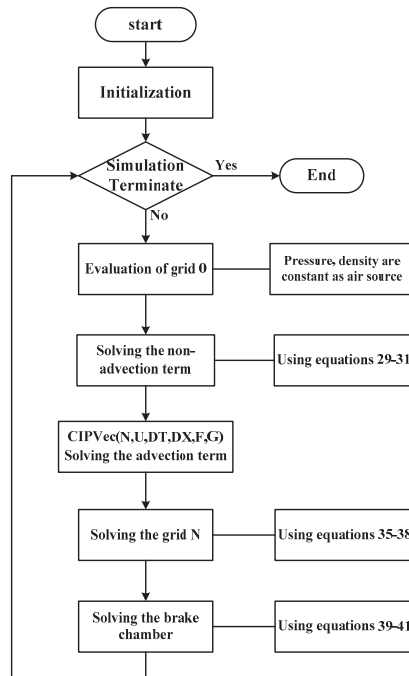 start
Initialization
Simulation
Terminate
Yes
End
No
Evaluation of grid 0
Pressure, density are
constant as air source
Solving the non-
advection term
Using equations 29-31
CIPVec(N,U,DT,DX,F,G)
Solving the advection term
Solving the grid N
Using equations 35-38
Solving the brake
chamber
Using equations 39-41